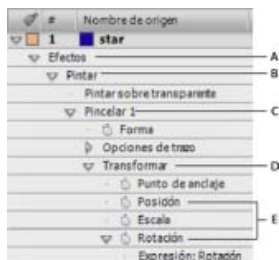 # Nombre de origen
1 star
Efectos A
Pintar B
Pintar sobre transparente
Pincelar 1 C
Forma
Opciones de trazo
Transformar D
Punto de anclaje
Posición
Escala E
Rotación
Expresión: Rotación